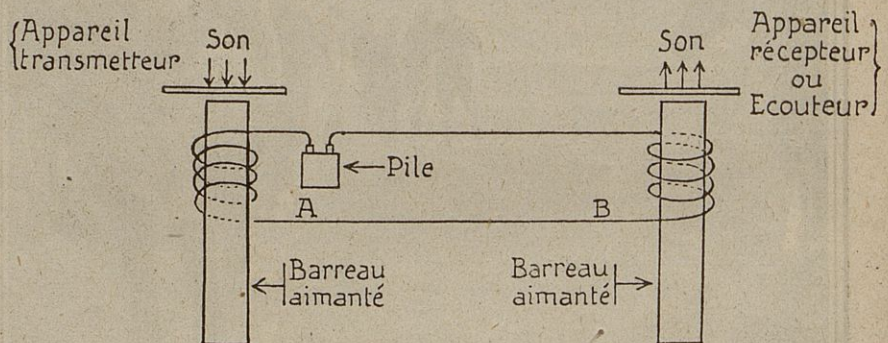 Appareil
transmetteur
Son
Son
Appareil
récepteur
ou
Ecouteur
Pile
A
B
Barreau
aimanté
Barreau
aimanté